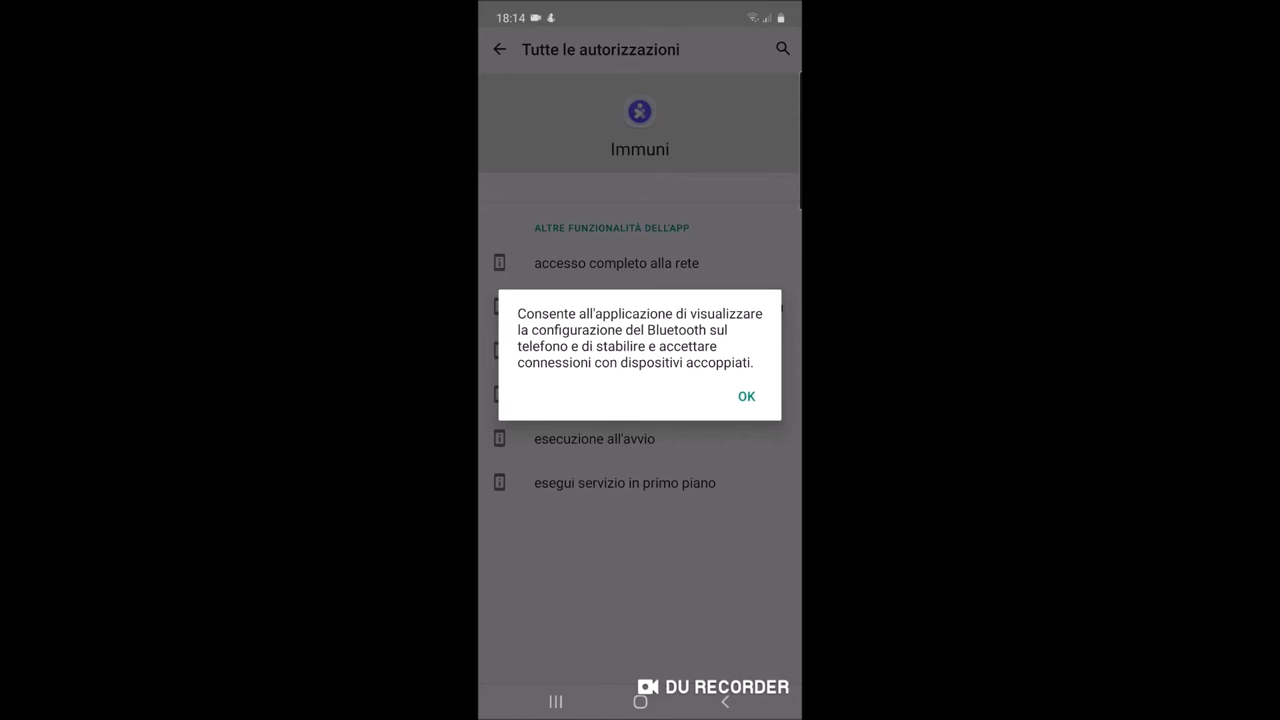 18:14
Tutte le autorizzazioni
Immuni
ALTRE FUNZIONALITÀ DELL'APP
accesso completo alla rete
Consente all'applicazione di visualizzare
la configurazione del Bluetooth sul
telefono e di stabilire e accettare
connessioni con dispositivi accoppiati.
OK
esecuzione all'avvio
esegui servizio in primo piano
DU RECORDER